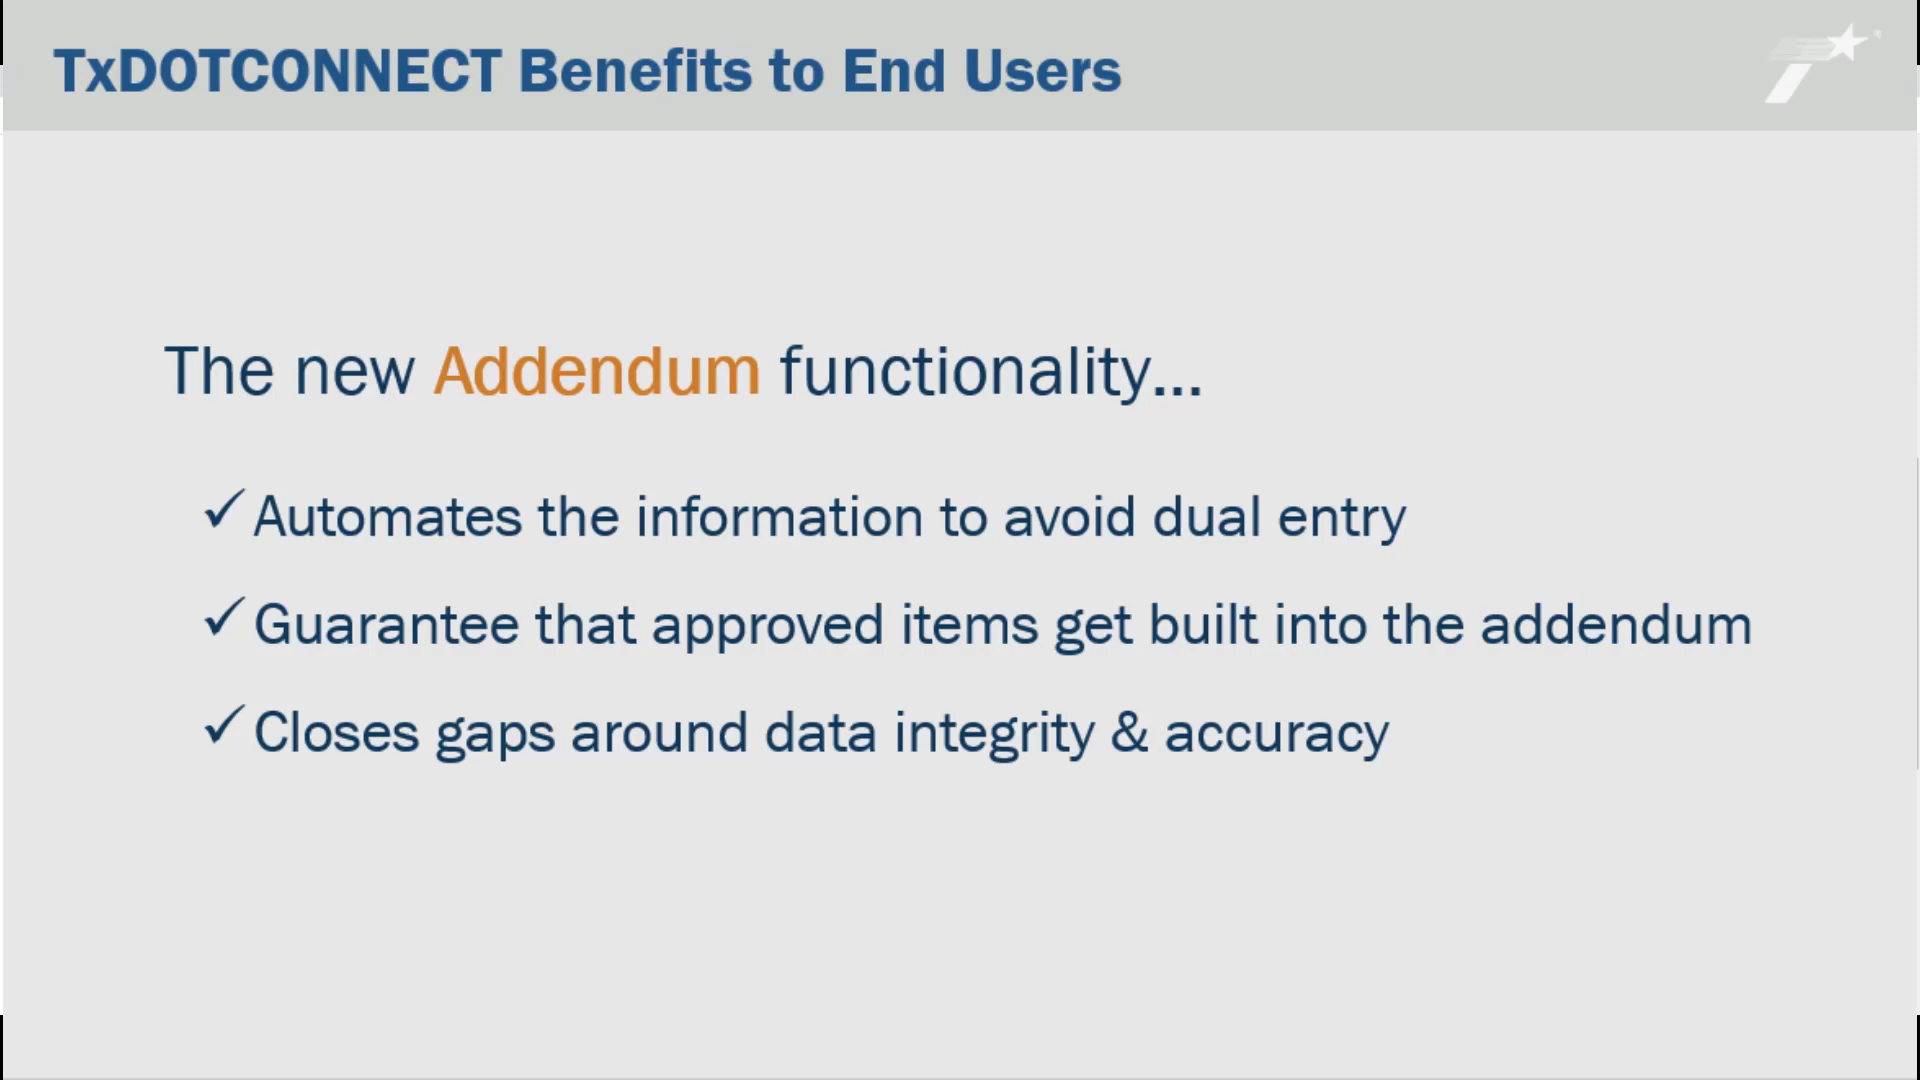 TxDOTCONNECT Benefits to End Users
The new Addendum functionality...
✓ Automates the information to avoid dual entry
✓ Guarantee that approved items get built into the addendum
✓ Closes gaps around data integrity & accuracy